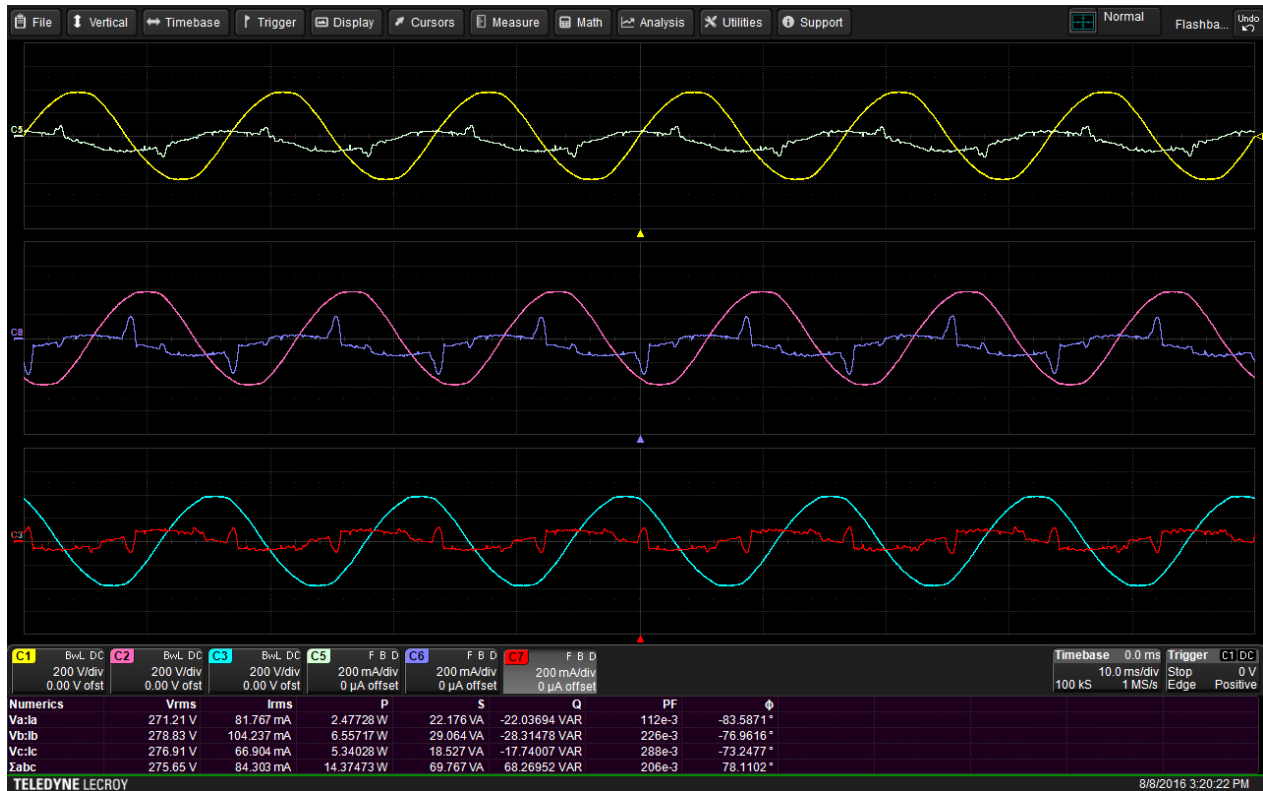 File Vertical Timebase Trigger Display Cursors Measure Math Analysis Utilities Support Normal Flashba... Undo
C5
C8
C3
C1 BwL DC C2 BwL DC C3 BwL DC C5 F B D C6 F B D C7 F B D Timebase 0.0 ms Trigger C1 DC
200 V/div 200 V/div 200 V/div 200 mA/div 200 mA/div 200 mA/div 10.0 ms/div Stop 0 V
0.00 V ofst 0.00 V ofst 0.00 V ofst 0 µA offset 0 µA offset 0 µA offset 100 kS 1 MS/s Edge Positive
Numerics Vrms Irms P S Q PF ϕ
Va:Ia 271.21 V 81.767 mA 2.47728 W 22.176 VA -22.03694 VAR 112e-3 -83.5871 °
Vb:Ib 278.83 V 104.237 mA 6.55717 W 29.064 VA -28.31478 VAR 226e-3 -76.9616 °
Vc:Ic 276.91 V 66.904 mA 5.34028 W 18.527 VA -17.74007 VAR 288e-3 -73.2477 °
Σabc 275.65 V 84.303 mA 14.37473 W 69.767 VA 68.26952 VAR 206e-3 78.1102 °
TELEDYNE LECROY 8/8/2016 3:20:22 PM